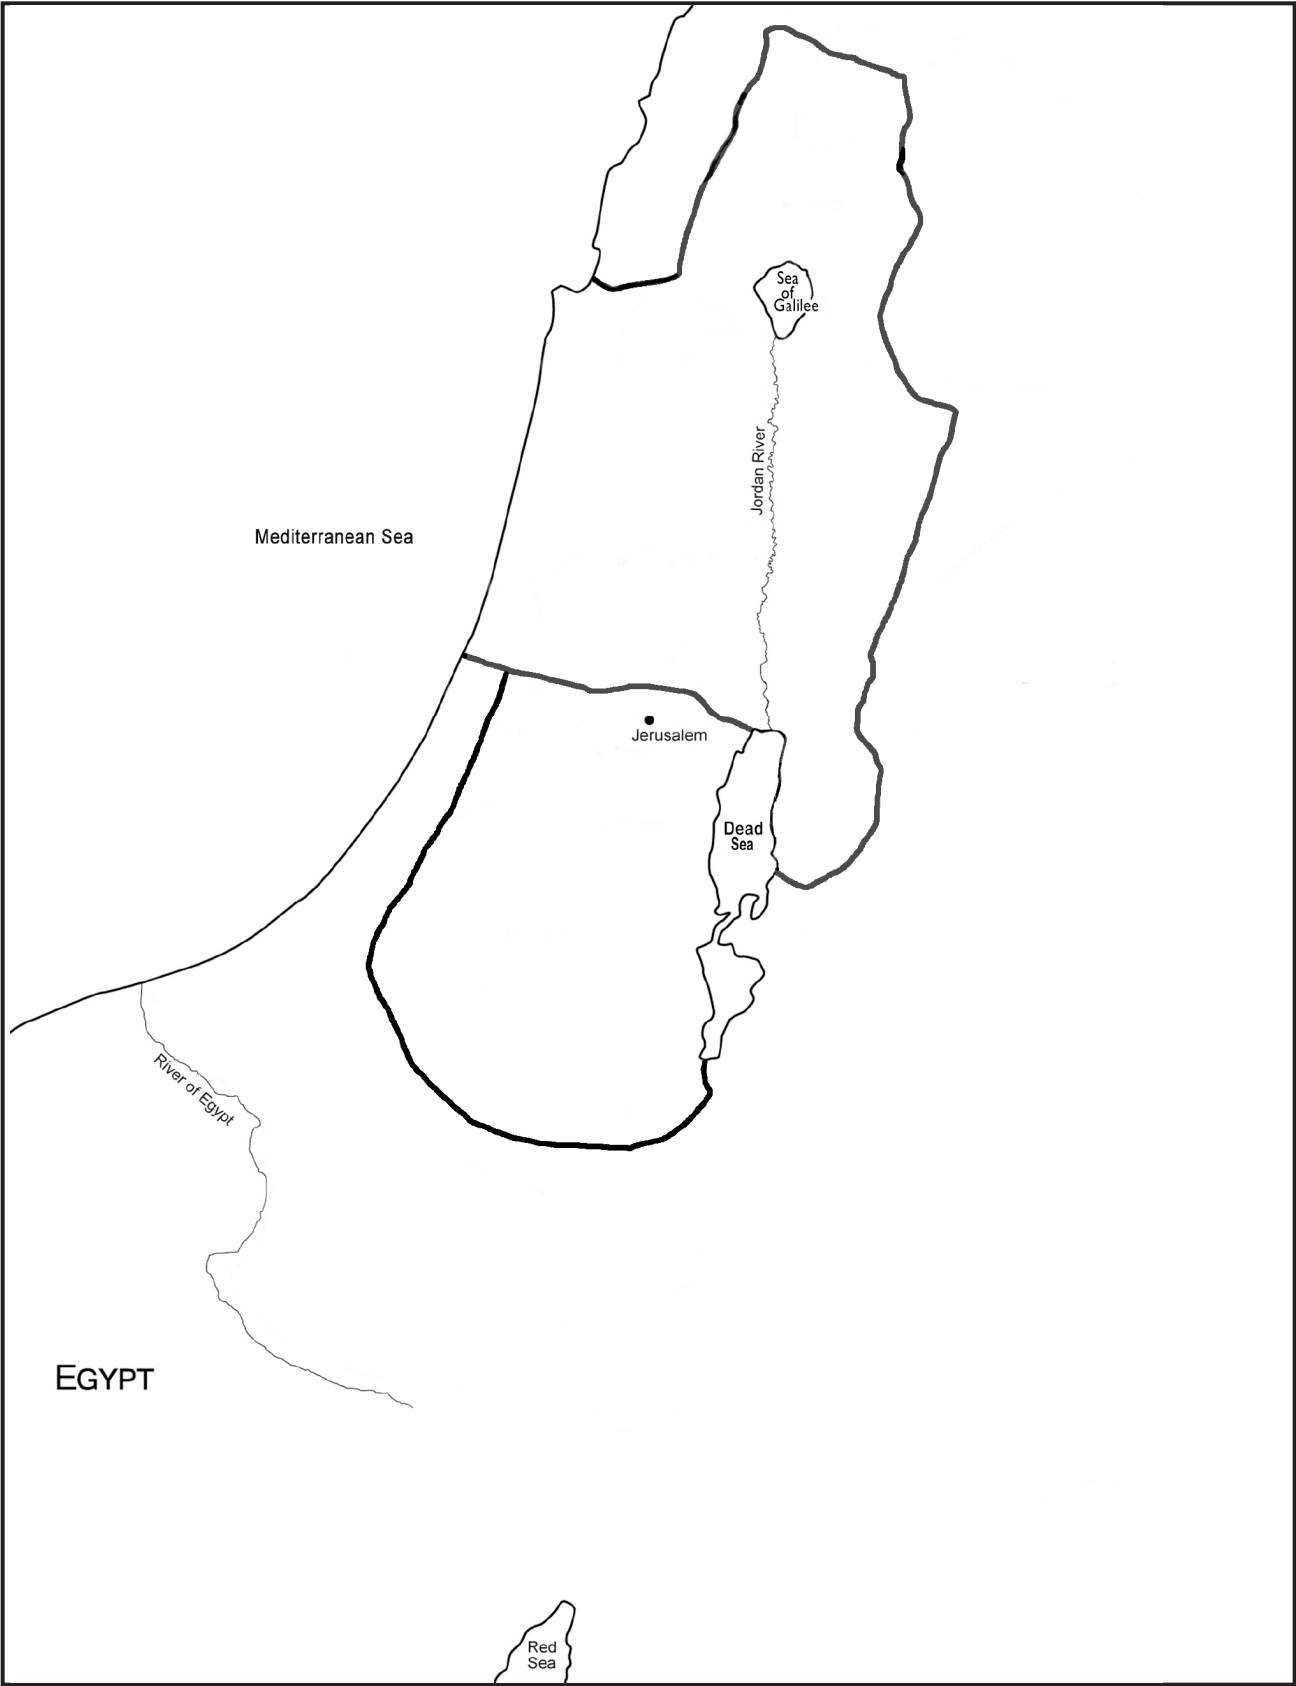 Sea
of
Galilee
Jordan River
Mediterranean Sea
Jerusalem
Dead
Sea
River of Egypt
EGYPT
Red
Sea